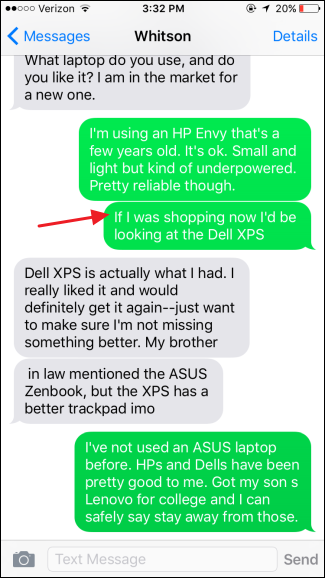 Verizon 3:32 PM 20%
Messages Whitson Details
What laptop do you use, and do
you like it? I am in the market for
a new one.
I'm using an HP Envy that's a
few years old. It's ok. Small and
light but kind of underpowered.
Pretty reliable though.
If I was shopping now I'd be
looking at the Dell XPS
Dell XPS is actually what I had. I
really liked it and would
definitely get it again--just want
to make sure I'm not missing
something better. My brother
in law mentioned the ASUS
Zenbook, but the XPS has a
better trackpad imo
I've not used an ASUS laptop
before. HPs and Dells have been
pretty good to me. Got my son s
Lenovo for college and I can
safely say stay away from those.
Text Message Send